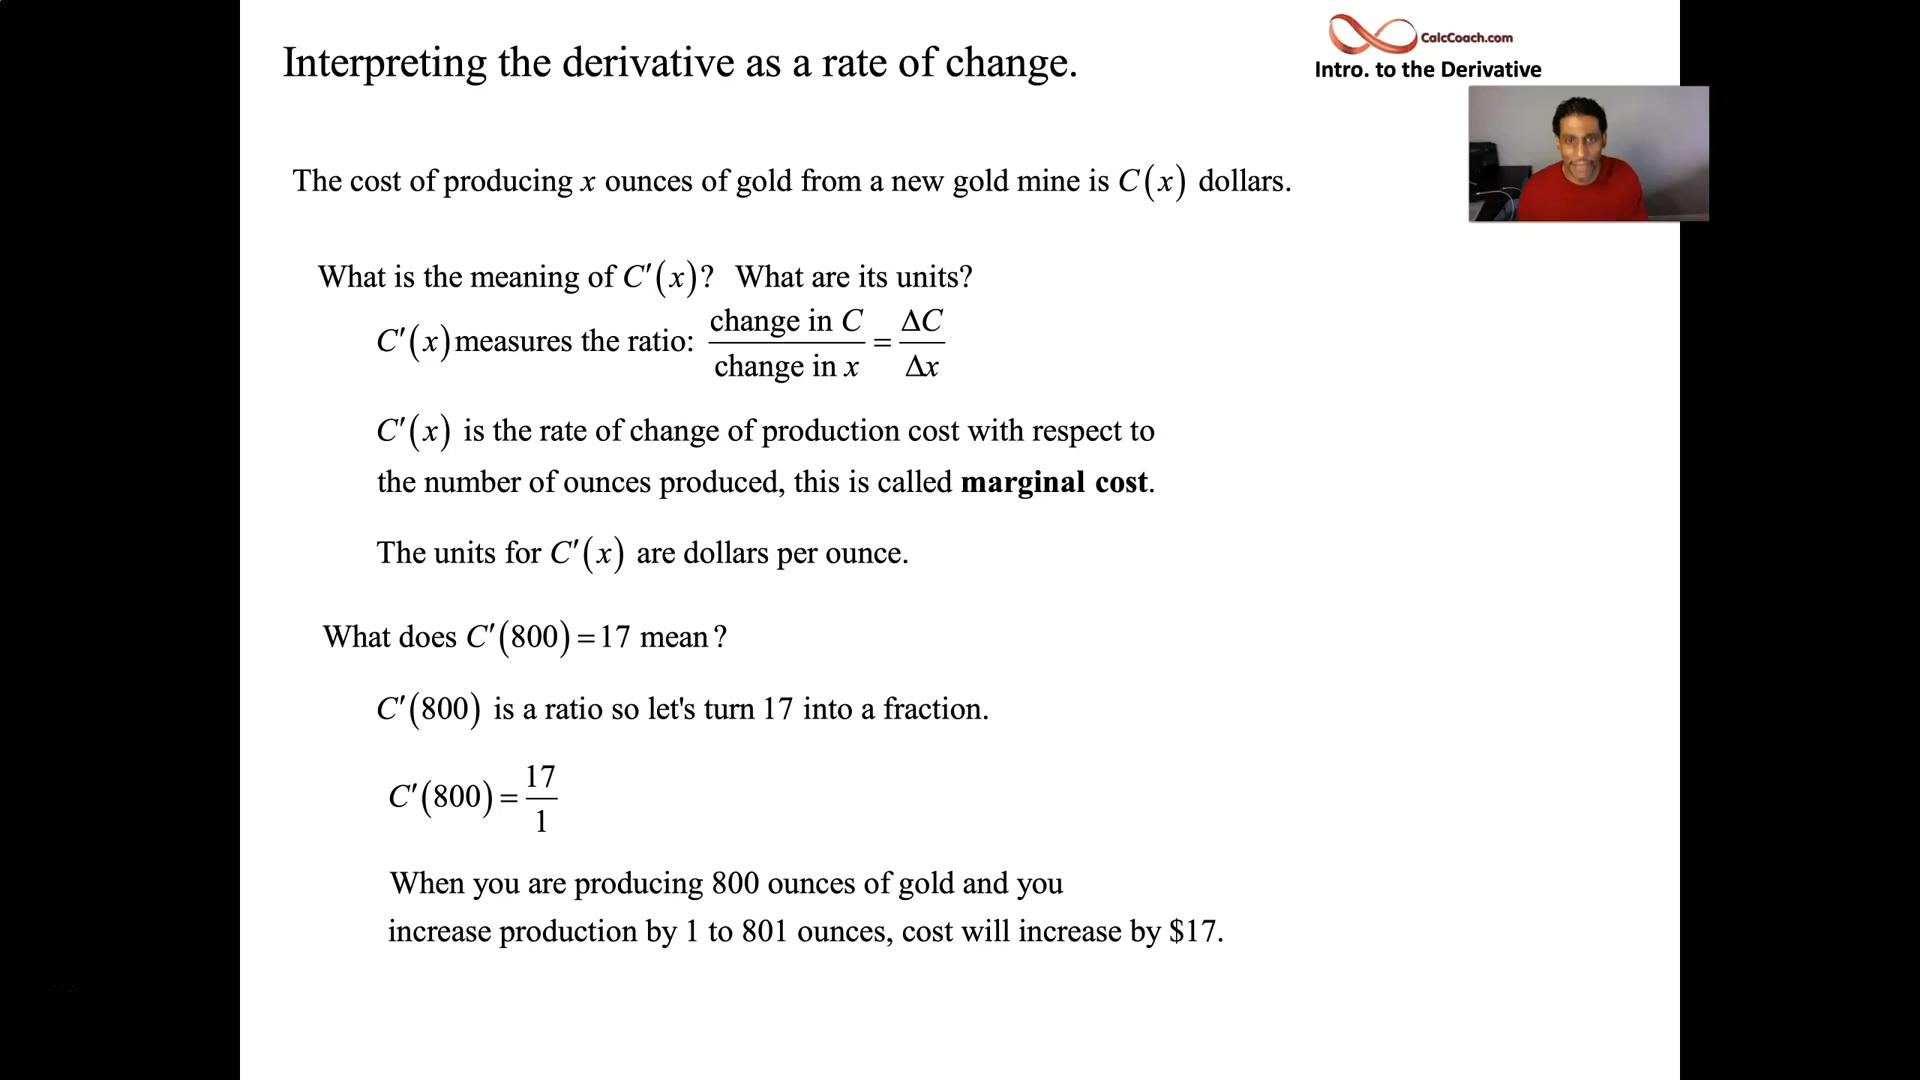 Interpreting the derivative as a rate of change.
CalcCoach.com
Intro. to the Derivative
The cost of producing x ounces of gold from a new gold mine is C(x) dollars.
What is the meaning of C′(x)? What are its units?
C′(x) measures the ratio: change in C / change in x = ΔC / Δx
C′(x) is the rate of change of production cost with respect to
the number of ounces produced, this is called marginal cost.
The units for C′(x) are dollars per ounce.
What does C′(800) = 17 mean?
C′(800) is a ratio so let's turn 17 into a fraction.
C′(800) = 17 / 1
When you are producing 800 ounces of gold and you
increase production by 1 to 801 ounces, cost will increase by $17.